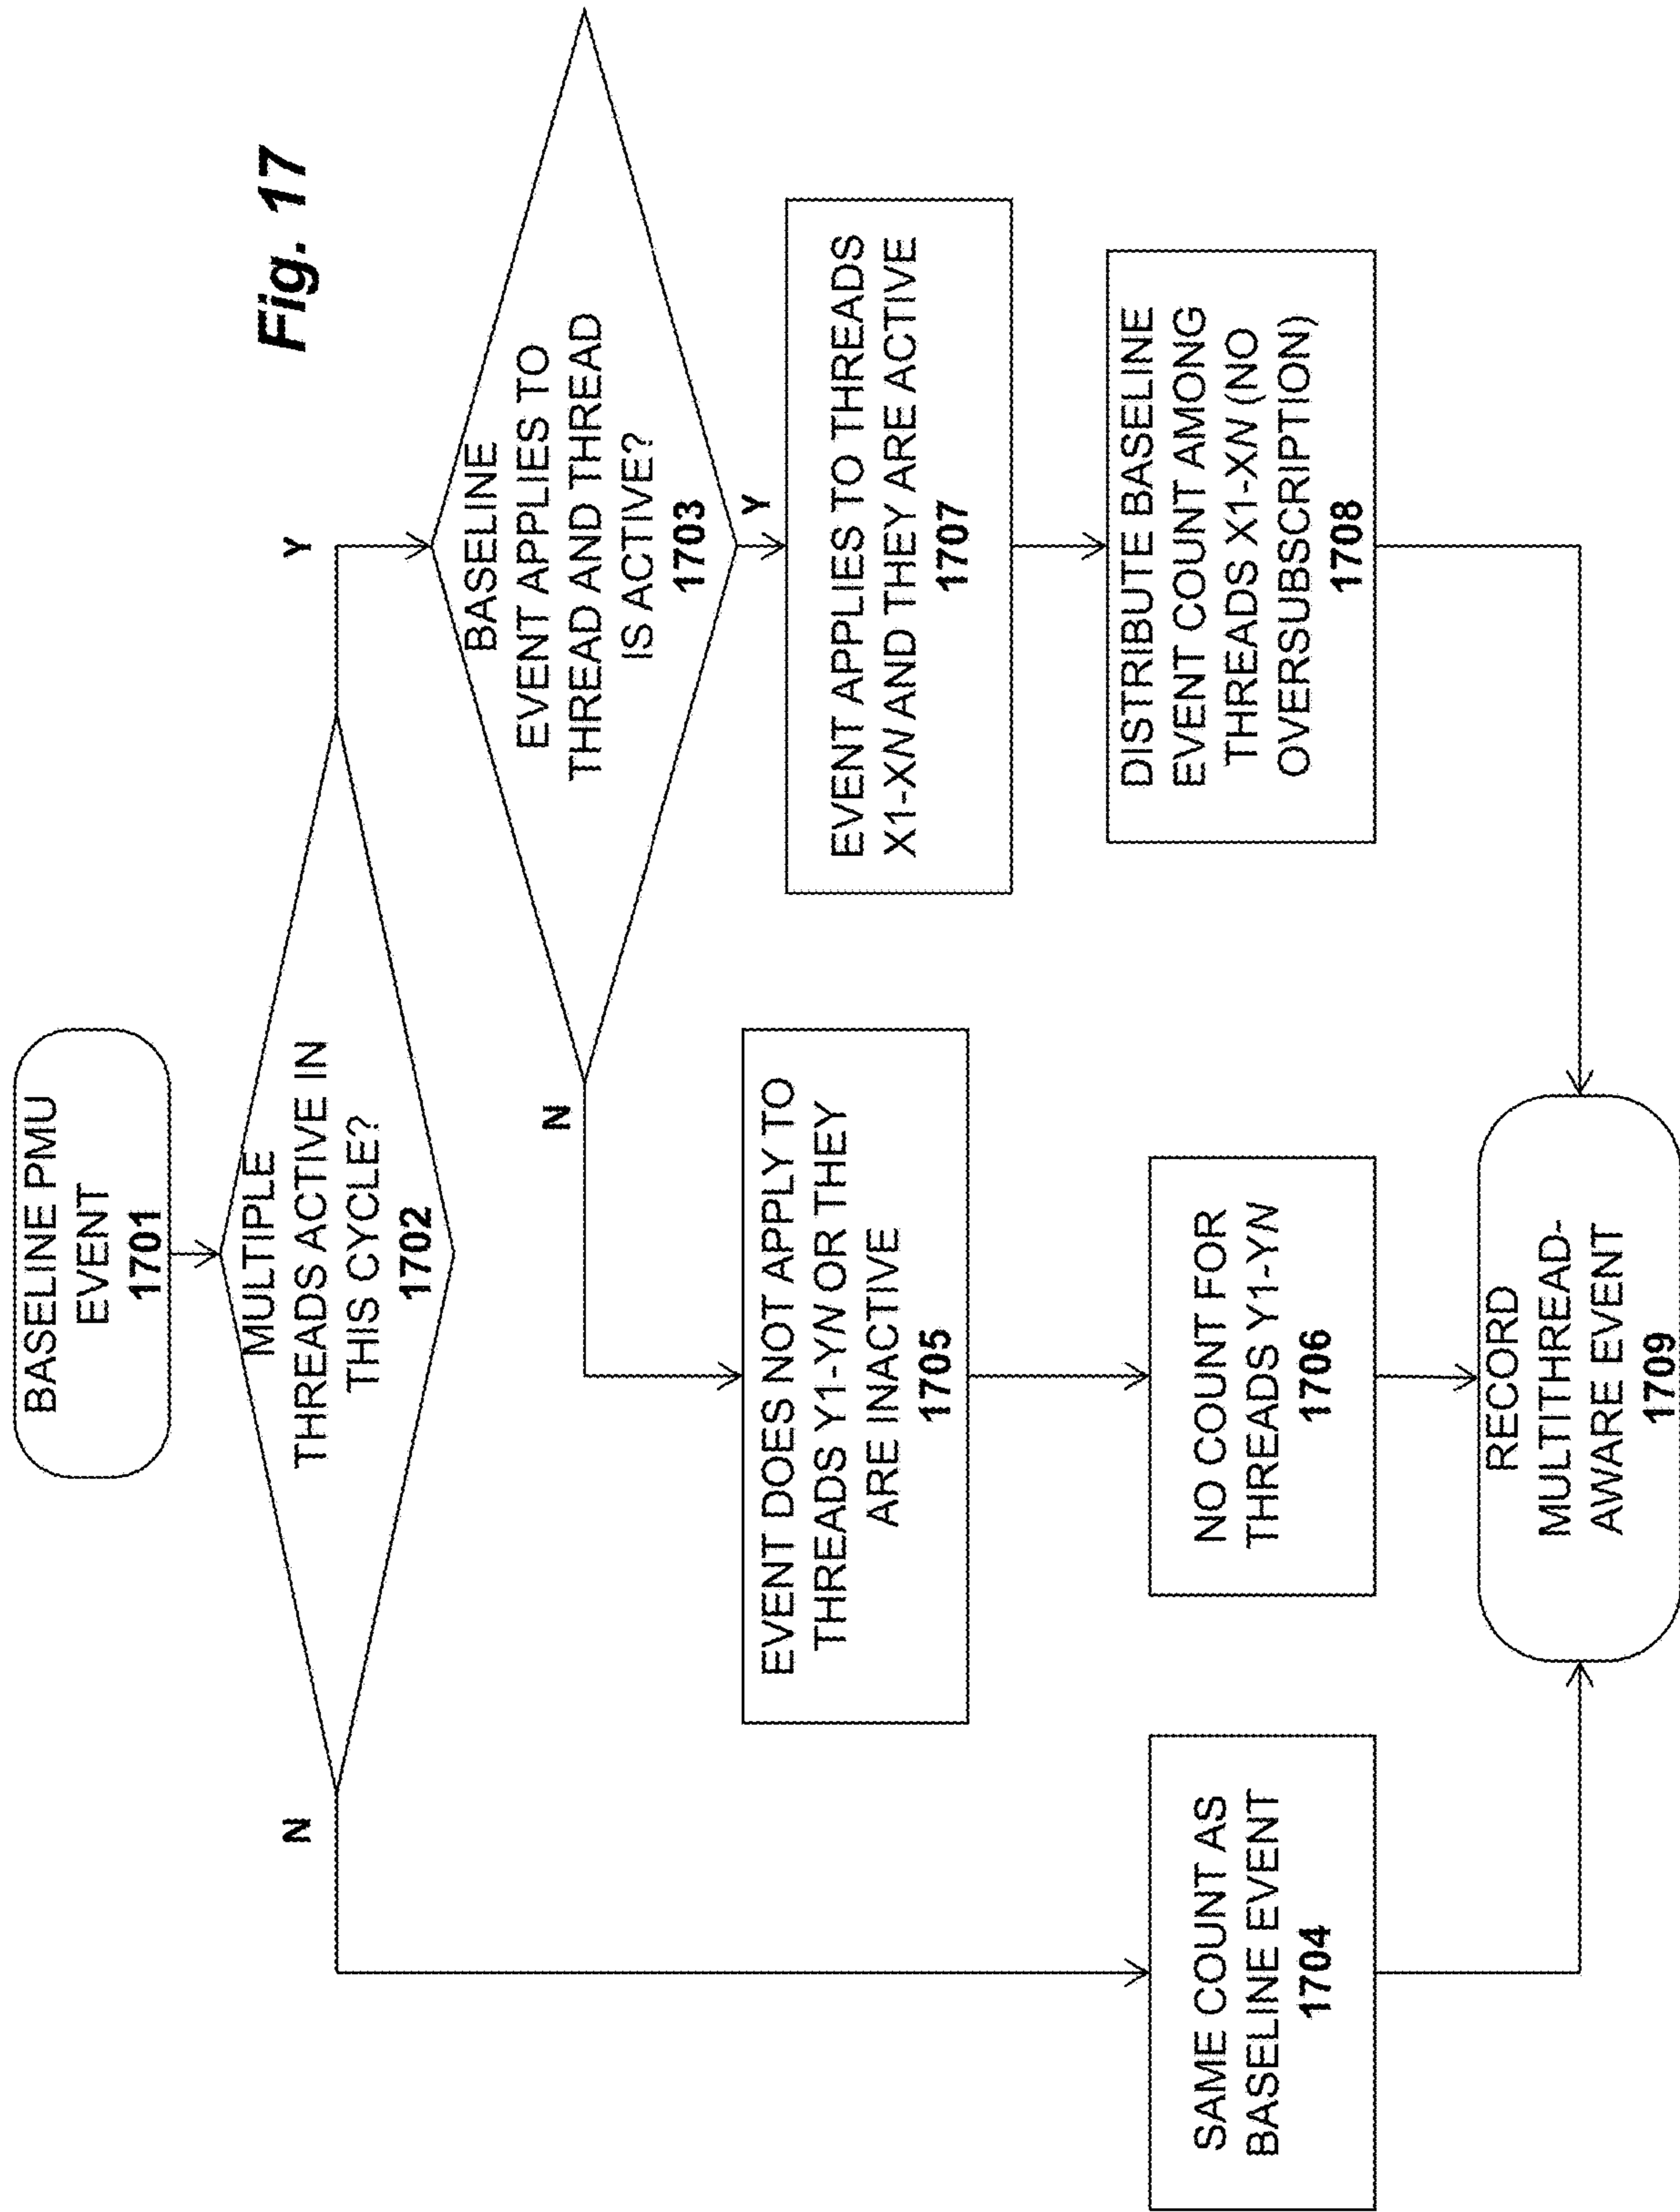 Fig. 17
BASELINE PMU
EVENT
1701
MULTIPLE
THREADS ACTIVE IN
THIS CYCLE?
1702
N
Y
BASELINE
EVENT APPLIES TO
THREAD AND THREAD
IS ACTIVE?
1703
N
Y
EVENT DOES NOT APPLY TO
THREADS Y1-YN OR THEY
ARE INACTIVE
1705
EVENT APPLIES TO THREADS
X1-XN AND THEY ARE ACTIVE
1707
SAME COUNT AS
BASELINE EVENT
1704
NO COUNT FOR
THREADS Y1-YN
1706
DISTRIBUTE BASELINE
EVENT COUNT AMONG
THREADS X1-XN (NO
OVERSUBSCRIPTION)
1708
RECORD
MULTITHREAD-
AWARE EVENT
1709